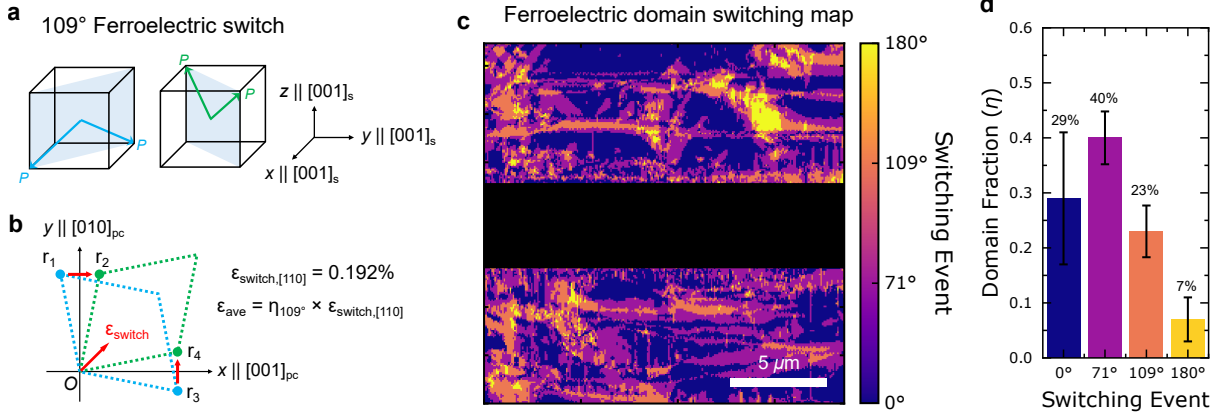 a
109° Ferroelectric switch
P
P
P
P
z || [001]s
y || [001]s
x || [001]s
b
y || [010]pc
r1
r2
εswitch,[110] = 0.192%
εave = η109° × εswitch,[110]
εswitch
r4
O
x || [001]pc
r3
c
Ferroelectric domain switching map
180°
109°
71°
0°
Switching Event
5 µm
d
0.6
0.5
0.4
0.3
0.2
0.1
0.0
Domain Fraction (η)
29%
40%
23%
7%
0°
71°
109°
180°
Switching Event